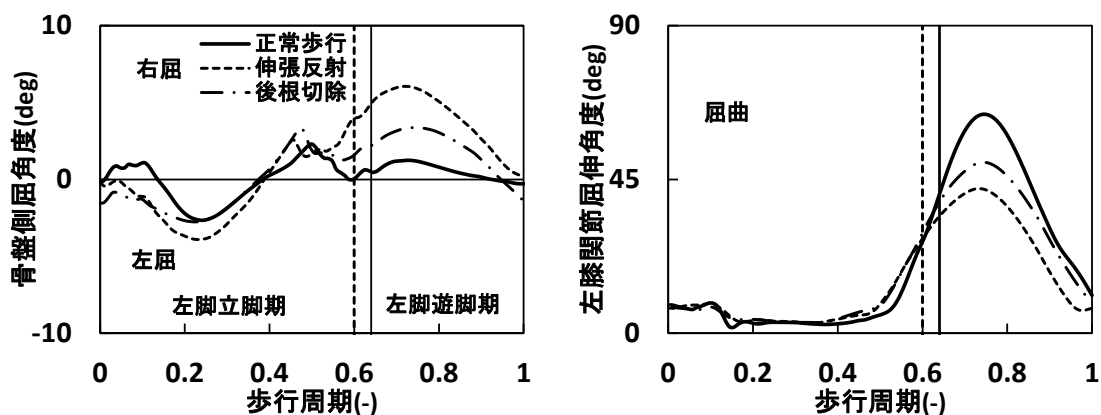 10
正常歩行
右屈
伸張反射
後根切除
骨盤側屈角度(deg)
0
左屈
左脚立脚期
左脚遊脚期
-10
0 0.2 0.4 0.6 0.8 1
歩行周期(-)
90
屈曲
左膝関節屈伸角度(deg)
45
0
0 0.2 0.4 0.6 0.8 1
歩行周期(-)